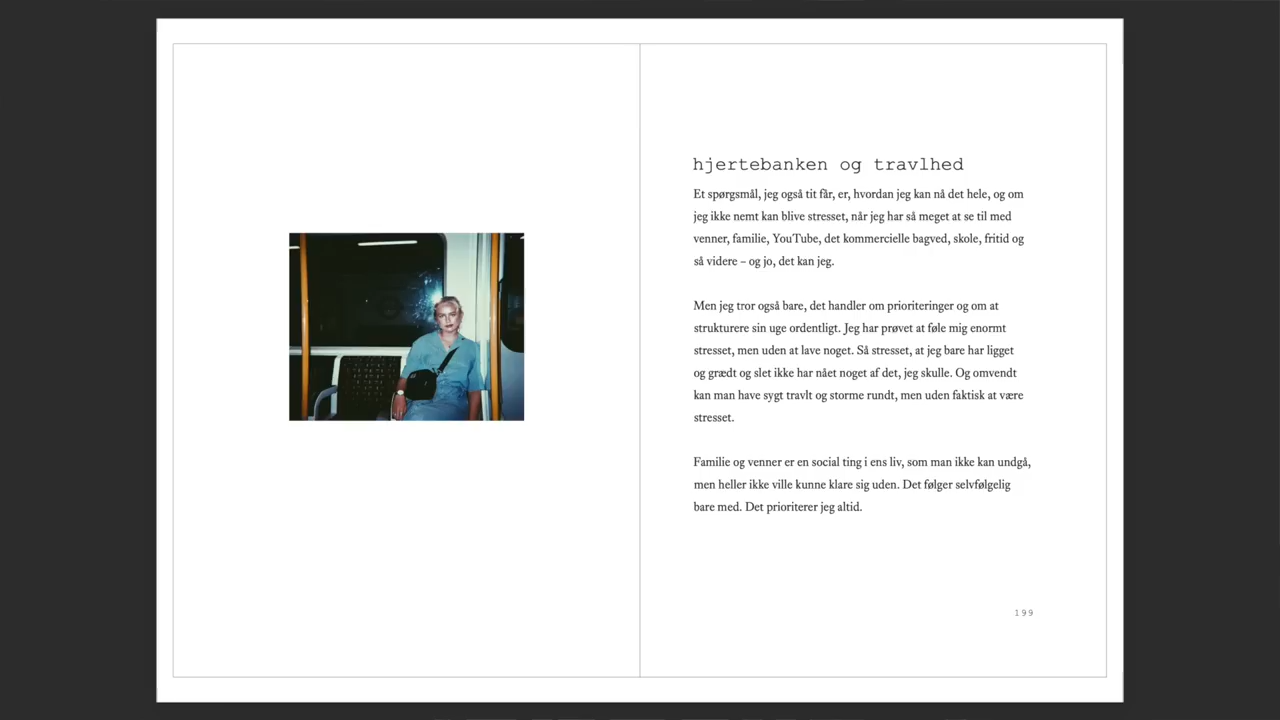 hjertebanken og travlhed
Et spørgsmål, jeg også tit får, er, hvordan jeg kan nå det hele, og om
jeg ikke nemt kan blive stresset, når jeg har så meget at se til med
venner, familie, YouTube, det kommercielle bagved, skole, fritid og
så videre – og jo, det kan jeg.
Men jeg tror også bare, det handler om prioriteringer og om at
strukturere sin uge ordentligt. Jeg har prøvet at føle mig enormt
stresset, men uden at lave noget. Så stresset, at jeg bare har ligget
og grædt og slet ikke har nået noget af det, jeg skulle. Og omvendt
kan man have sygt travlt og storme rundt, men uden faktisk at være
stresset.
Familie og venner er en social ting i ens liv, som man ikke kan undgå,
men heller ikke ville kunne klare sig uden. Det følger selvfølgelig
bare med. Det prioriterer jeg altid.
199